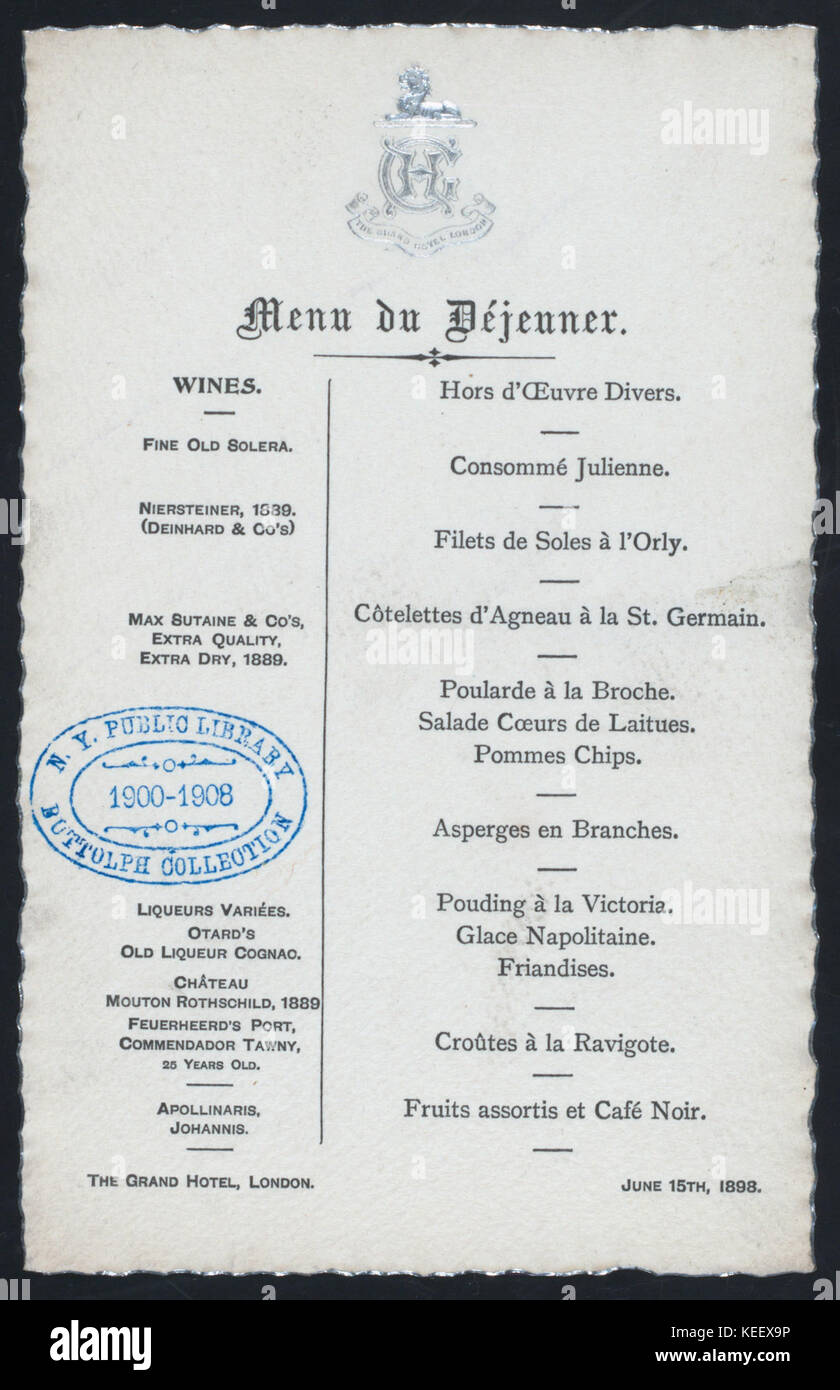 THE GRAND HOTEL LONDON
Menu du Déjeuner.
WINES.
FINE OLD SOLERA.
NIERSTEINER, 1889.
(DEINHARD & CO'S)
MAX SUTAINE & CO'S,
EXTRA QUALITY,
EXTRA DRY, 1889.
N. Y. PUBLIC LIBRARY
1900-1908
BUTTOLPH COLLECTION
LIQUEURS VARIÉES.
OTARD'S
OLD LIQUEUR COGNAC.
CHÂTEAU
MOUTON ROTHSCHILD, 1889
FEUERHEERD'S PORT,
COMMENDADOR TAWNY,
25 YEARS OLD.
APOLLINARIS,
JOHANNIS.
Hors d'Œuvre Divers.
Consommé Julienne.
Filets de Soles à l'Orly.
Côtelettes d'Agneau à la St. Germain.
Poularde à la Broche.
Salade Cœurs de Laitues.
Pommes Chips.
Asperges en Branches.
Pouding à la Victoria.
Glace Napolitaine.
Friandises.
Croûtes à la Ravigote.
Fruits assortis et Café Noir.
THE GRAND HOTEL, LONDON.
JUNE 15TH, 1898.
alamy
Image ID: KEEX9P
www.alamy.com